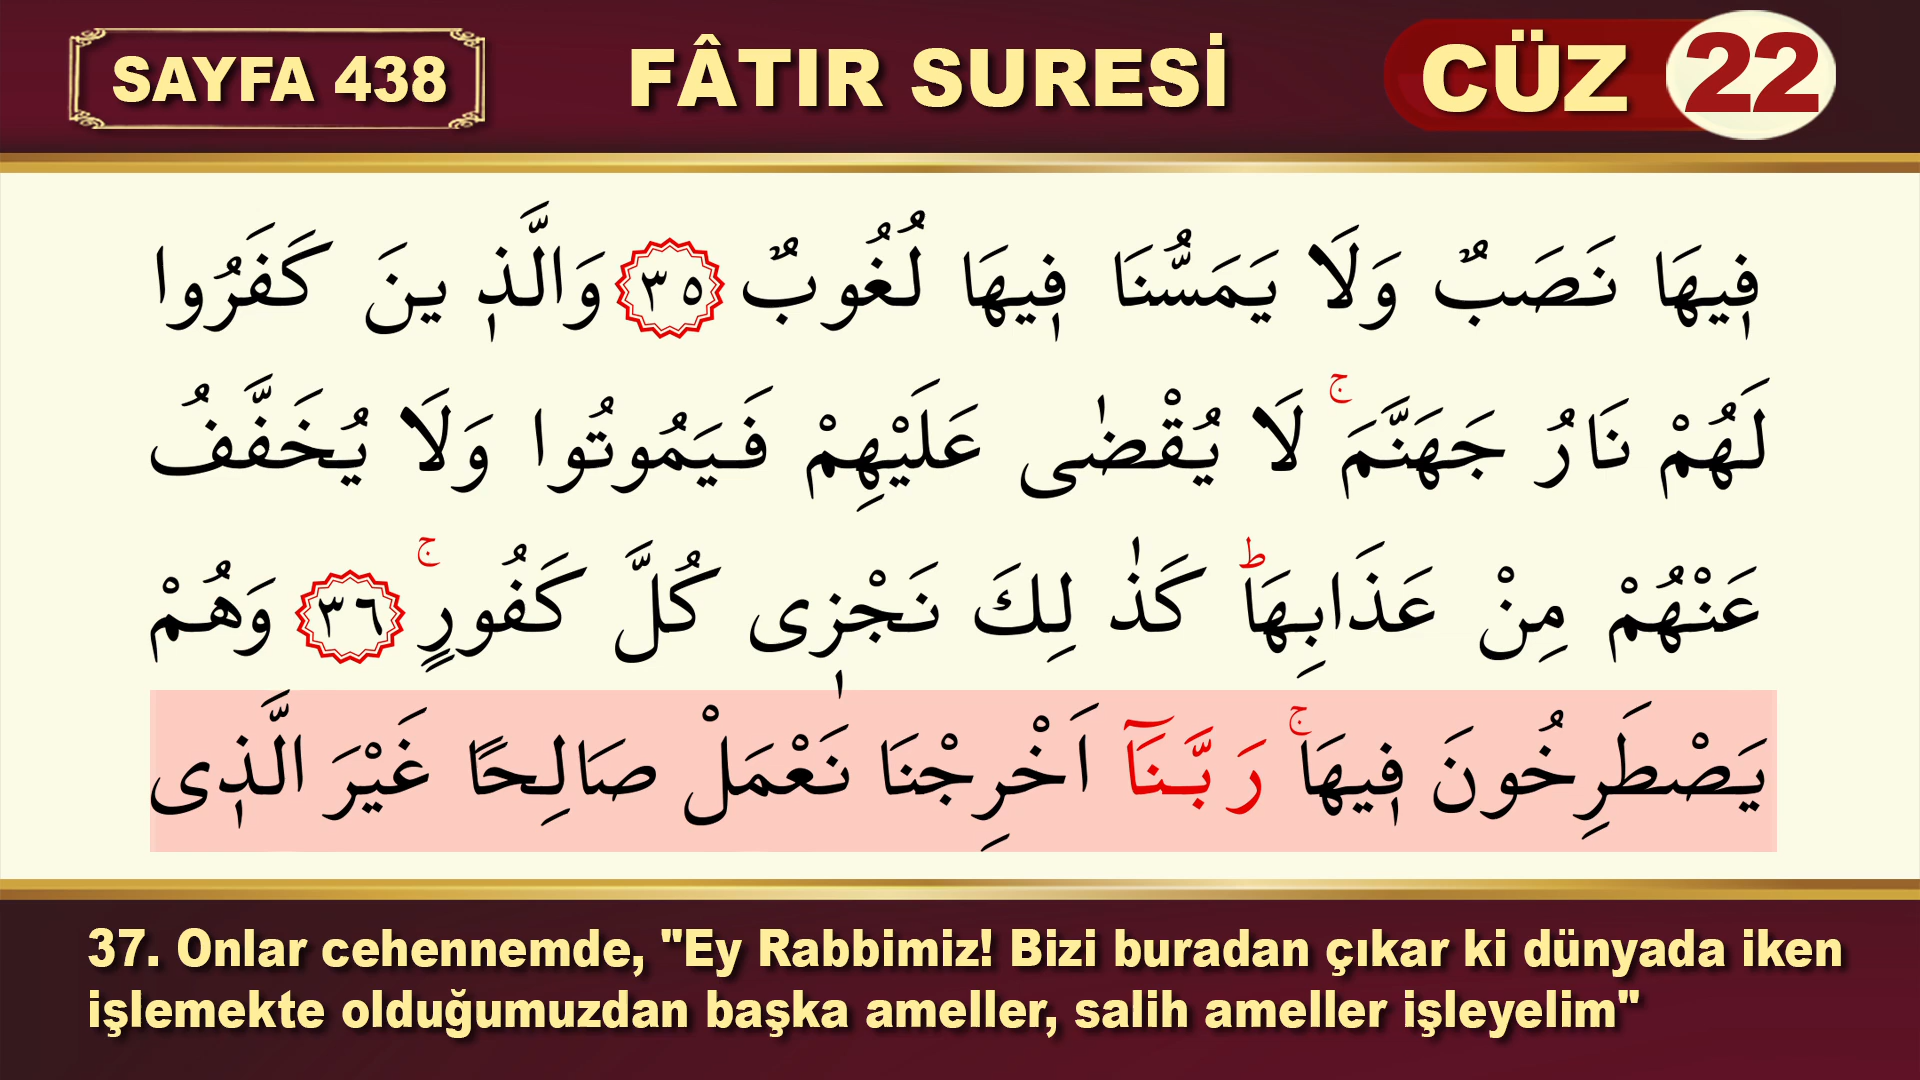 SAYFA 438
FÂTIR SURESİ
CÜZ 22
فٖيهَا نَصَبٌ وَلَا يَمَسُّنَا فٖيهَا لُغُوبٌ ﴿٣٥﴾ وَالَّذٖينَ كَفَرُوا
لَهُمْ نَارُ جَهَنَّمَۚ لَا يُقْضٰى عَلَيْهِمْ فَيَمُوتُوا وَلَا يُخَفَّفُ
عَنْهُمْ مِنْ عَذَابِهَاؕ كَذٰلِكَ نَجْزٖى كُلَّ كَفُورٍۚ ﴿٣٦﴾ وَهُمْ
يَصْطَرِخُونَ فٖيهَاۚ رَبَّنَٓا اَخْرِجْنَا نَعْمَلْ صَالِحًا غَيْرَ الَّذٖى
37. Onlar cehennemde, "Ey Rabbimiz! Bizi buradan çıkar ki dünyada iken
işlemekte olduğumuzdan başka ameller, salih ameller işleyelim"